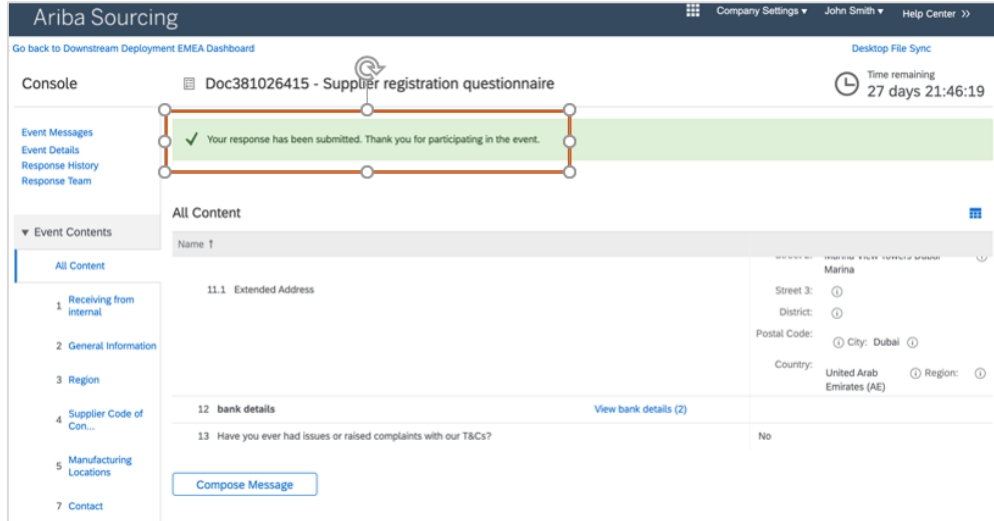 Ariba Sourcing
Company Settings ▾ John Smith ▾ Help Center >>
Go back to Downstream Deployment EMEA Dashboard
Desktop File Sync
Console
Doc381026415 - Supplier registration questionnaire
Time remaining
27 days 21:46:19
Event Messages
Event Details
Response History
Response Team
✓ Your response has been submitted. Thank you for participating in the event.
▼ Event Contents
All Content
1 Receiving from
internal
2 General Information
3 Region
4 Supplier Code of
Con...
5 Manufacturing
Locations
7 Contact
All Content
Name ↑
Marina
11.1 Extended Address
Street 3:
District:
Postal Code:
City: Dubai
Country:
United Arab
Emirates (AE)
Region:
12 bank details View bank details (2)
13 Have you ever had issues or raised complaints with our T&Cs? No
Compose Message